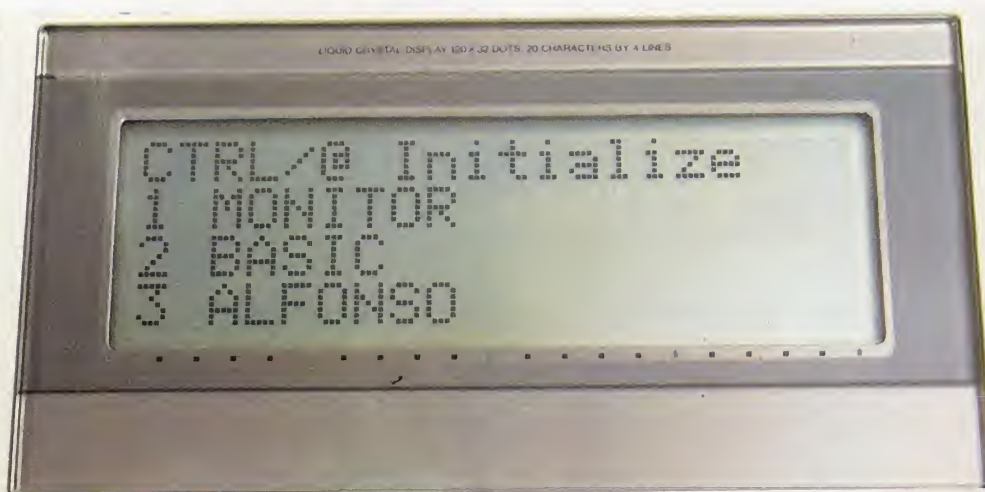 LIQUID CRYSTAL DISPLAY 120 x 32 DOTS, 20 CHARACTERS BY 4 LINES
CTRL/@ Initialize
1 MONITOR
2 BASIC
3 ALFONSO